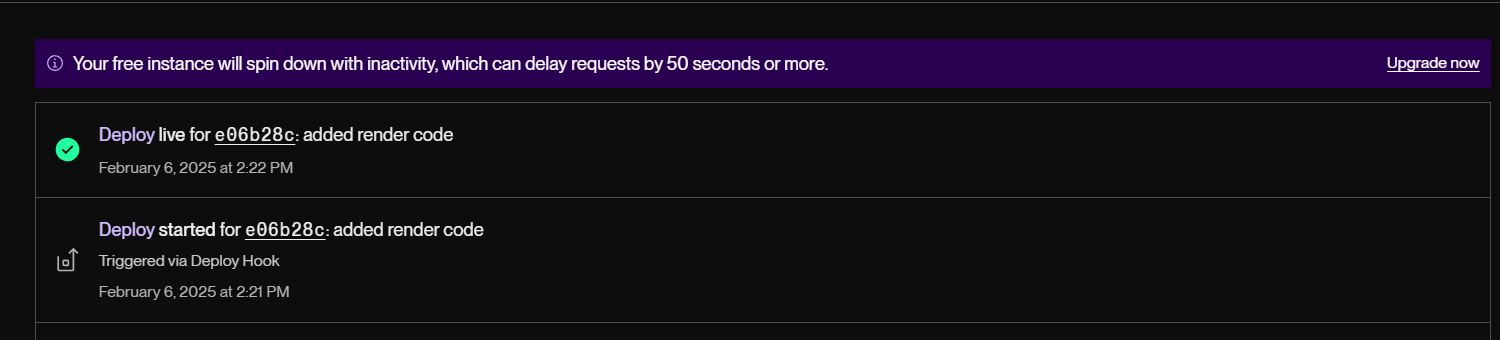 Your free instance will spin down with inactivity, which can delay requests by 50 seconds or more.
Upgrade now
Deploy live for e06b28c: added render code
February 6, 2025 at 2:22 PM
Deploy started for e06b28c: added render code
Triggered via Deploy Hook
February 6, 2025 at 2:21 PM